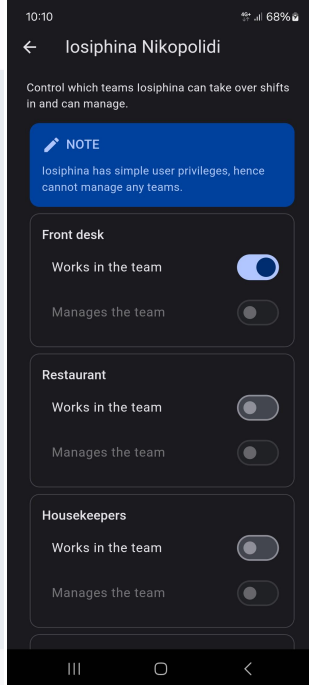 10:10
4G+ 68%
Iosiphina Nikopolidi
Control which teams Iosiphina can take over shifts
in and can manage.
NOTE
Iosiphina has simple user privileges, hence
cannot manage any teams.
Front desk
Works in the team
Manages the team
Restaurant
Works in the team
Manages the team
Housekeepers
Works in the team
Manages the team